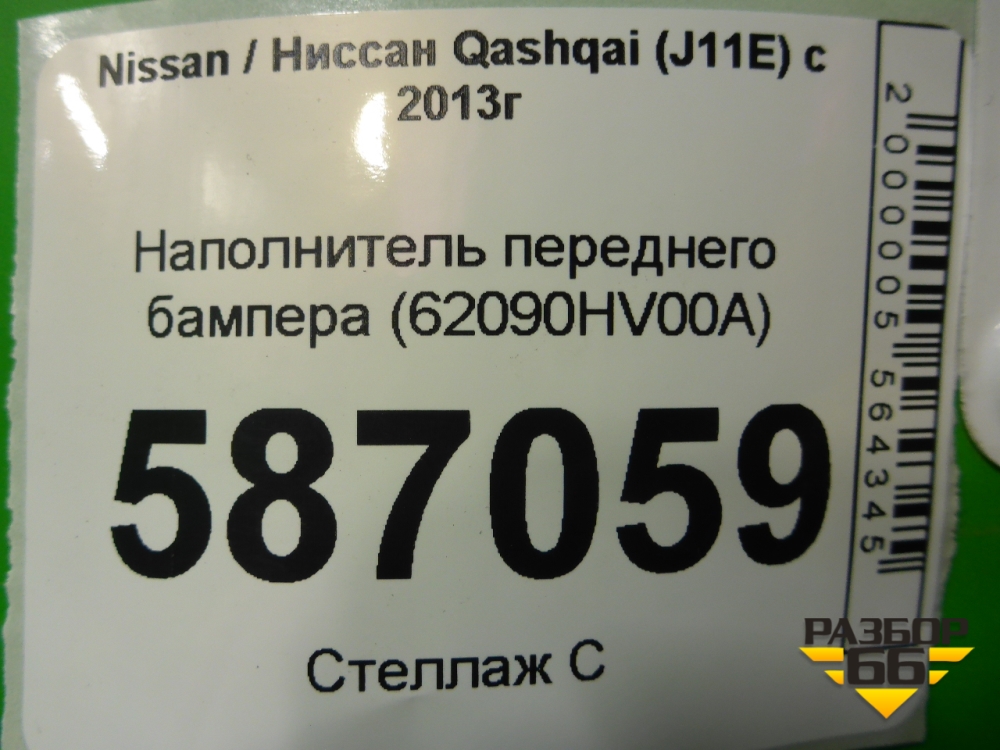 Nissan / Ниссан Qashqai (J11E) с
2013г
Наполнитель переднего
бампера (62090HV00A)
587059
Стеллаж С
2000005564345
РАЗБОР
66